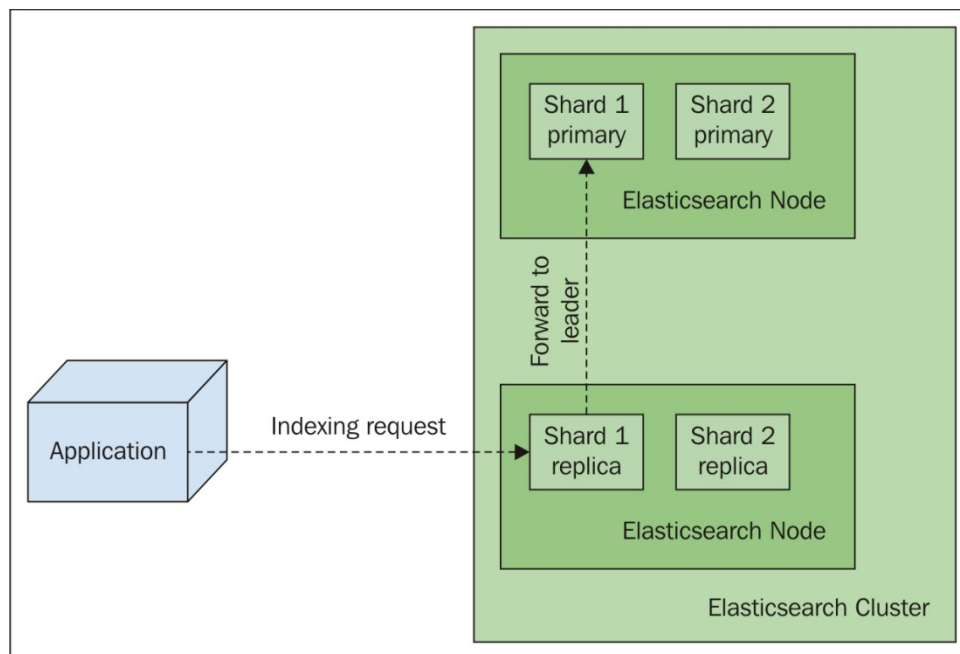 Shard 1
primary
Shard 2
primary
Elasticsearch Node
Forward to
leader
Application
Indexing request
Shard 1
replica
Shard 2
replica
Elasticsearch Node
Elasticsearch Cluster